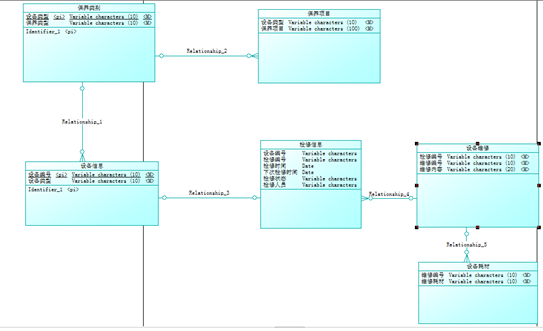 保养类别
设备类型 <pi> Variable characters (10) <M>
保养类型 Variable characters (10) <M>
Identifier_1 <pi>
保养项目
设备类型 Variable characters (10) <M>
保养项目 Variable characters (100) <M>
Relationship_2
Relationship_1
设备信息
设备编号 <pi> Variable characters (10) <M>
设备类型 Variable characters (10) <M>
Identifier_1 <pi>
检修信息
设备编号 Variable characters
检修编号 Variable characters
检修时间 Date
下次检修时间 Date
检修状态 Variable characters
检修人员 Variable characters
Relationship_3
Relationship_4
设备维修
检修编号 Variable characters (10) <M>
维修编号 Variable characters (10) <M>
维修内容 Variable characters (20) <M>
Relationship_5
设备耗材
维修编号 Variable characters (10) <M>
维修耗材 Variable characters (100) <M>